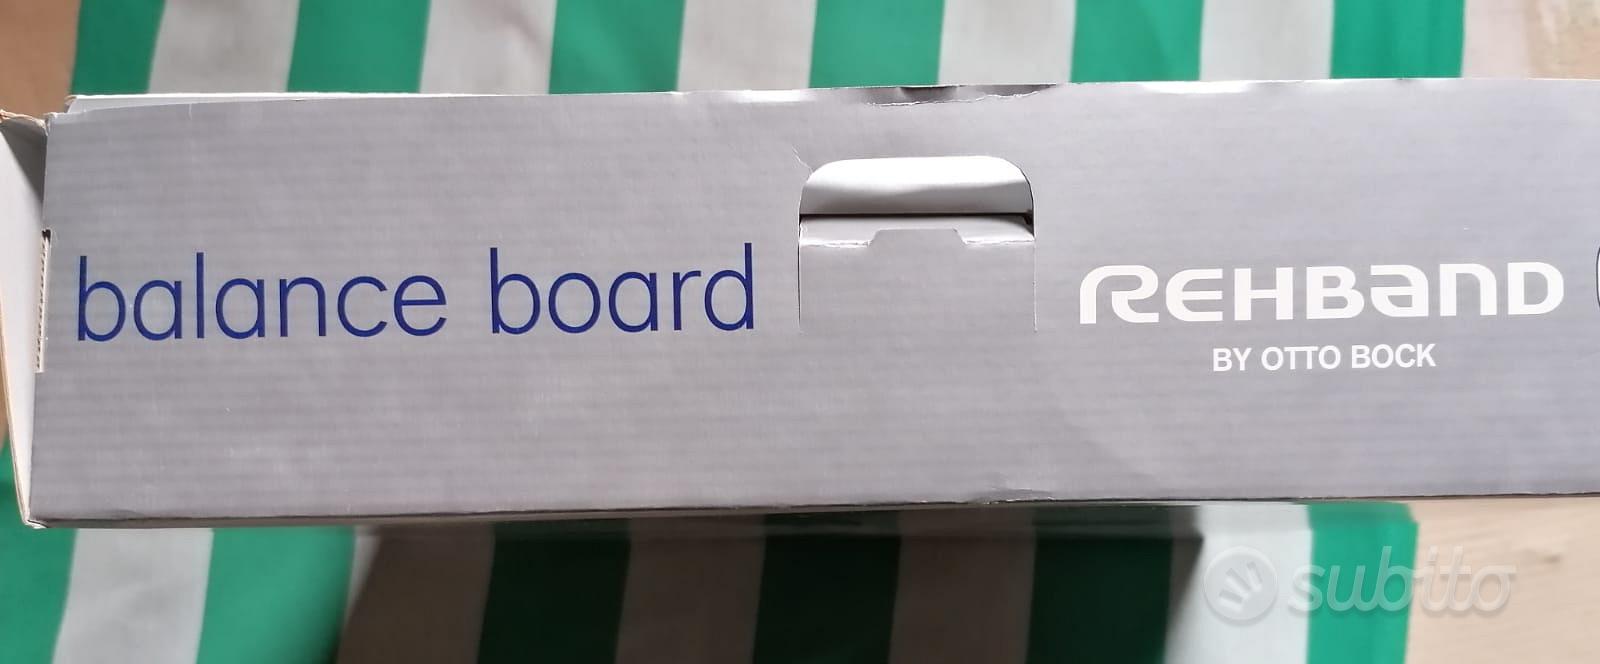 balance board
REHBAND
BY OTTO BOCK
subito